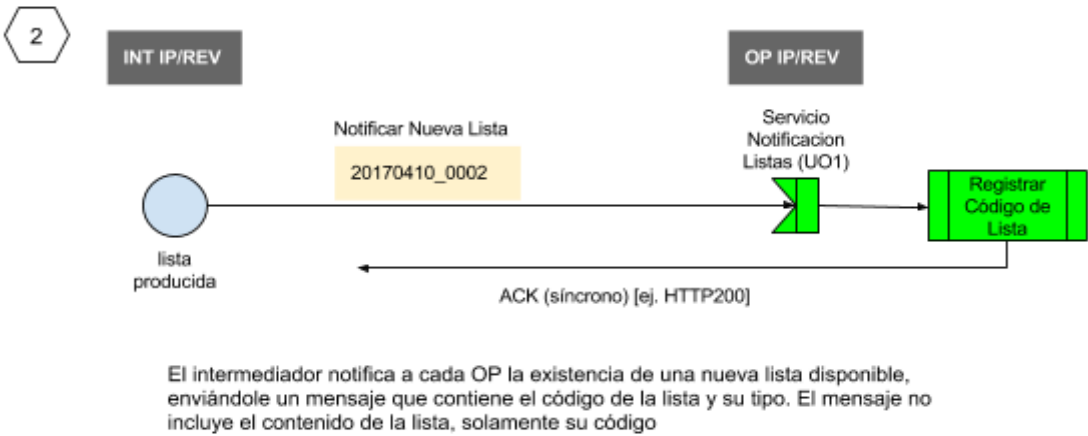 2
INT IP/REV
OP IP/REV
Notificar Nueva Lista
20170410_0002
Servicio
Notificacion
Listas (UO1)
Registrar
Código de
Lista
lista
producida
ACK (síncrono) [ej. HTTP200]
El intermediador notifica a cada OP la existencia de una nueva lista disponible,
enviándole un mensaje que contiene el código de la lista y su tipo. El mensaje no
incluye el contenido de la lista, solamente su código